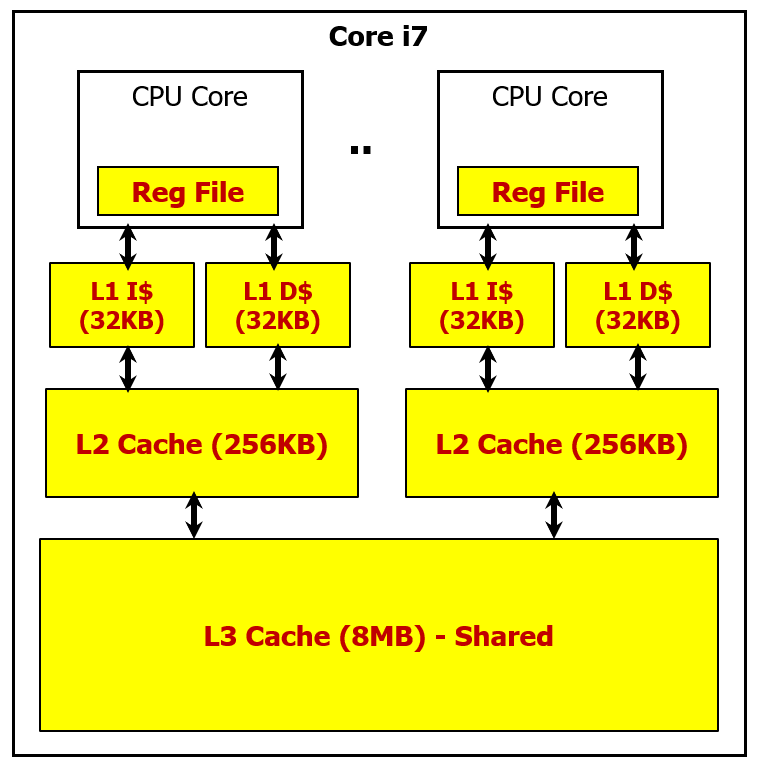 Core i7
CPU Core
CPU Core
..
Reg File
Reg File
L1 I$
(32KB)
L1 D$
(32KB)
L1 I$
(32KB)
L1 D$
(32KB)
L2 Cache (256KB)
L2 Cache (256KB)
L3 Cache (8MB) - Shared